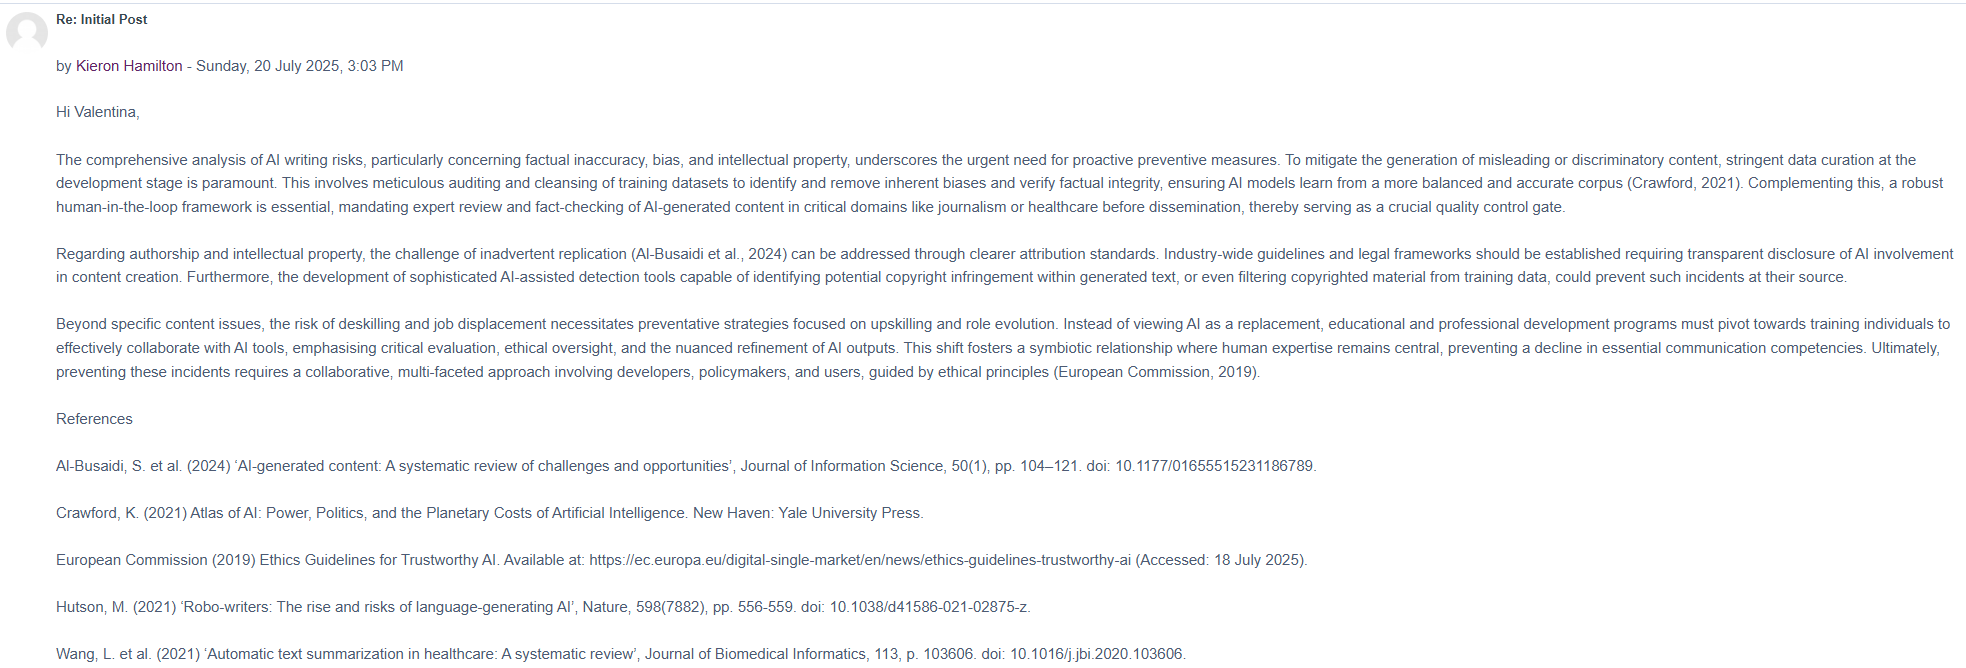 Re: Initial Post
by Kieron Hamilton - Sunday, 20 July 2025, 3:03 PM
Hi Valentina,
The comprehensive analysis of AI writing risks, particularly concerning factual inaccuracy, bias, and intellectual property, underscores the urgent need for proactive preventive measures. To mitigate the generation of misleading or discriminatory content, stringent data curation at the
development stage is paramount. This involves meticulous auditing and cleansing of training datasets to identify and remove inherent biases and verify factual integrity, ensuring AI models learn from a more balanced and accurate corpus (Crawford, 2021). Complementing this, a robust
human-in-the-loop framework is essential, mandating expert review and fact-checking of AI-generated content in critical domains like journalism or healthcare before dissemination, thereby serving as a crucial quality control gate.
Regarding authorship and intellectual property, the challenge of inadvertent replication (Al-Busaidi et al., 2024) can be addressed through clearer attribution standards. Industry-wide guidelines and legal frameworks should be established requiring transparent disclosure of AI involvement
in content creation. Furthermore, the development of sophisticated AI-assisted detection tools capable of identifying potential copyright infringement within generated text, or even filtering copyrighted material from training data, could prevent such incidents at their source.
Beyond specific content issues, the risk of deskilling and job displacement necessitates preventative strategies focused on upskilling and role evolution. Instead of viewing AI as a replacement, educational and professional development programs must pivot towards training individuals to
effectively collaborate with AI tools, emphasising critical evaluation, ethical oversight, and the nuanced refinement of AI outputs. This shift fosters a symbiotic relationship where human expertise remains central, preventing a decline in essential communication competencies. Ultimately,
preventing these incidents requires a collaborative, multi-faceted approach involving developers, policymakers, and users, guided by ethical principles (European Commission, 2019).
References
Al-Busaidi, S. et al. (2024) ‘AI-generated content: A systematic review of challenges and opportunities’, Journal of Information Science, 50(1), pp. 104–121. doi: 10.1177/01655515231186789.
Crawford, K. (2021) Atlas of AI: Power, Politics, and the Planetary Costs of Artificial Intelligence. New Haven: Yale University Press.
European Commission (2019) Ethics Guidelines for Trustworthy AI. Available at: https://ec.europa.eu/digital-single-market/en/news/ethics-guidelines-trustworthy-ai (Accessed: 18 July 2025).
Hutson, M. (2021) ‘Robo-writers: The rise and risks of language-generating AI’, Nature, 598(7882), pp. 556-559. doi: 10.1038/d41586-021-02875-z.
Wang, L. et al. (2021) ‘Automatic text summarization in healthcare: A systematic review’, Journal of Biomedical Informatics, 113, p. 103606. doi: 10.1016/j.jbi.2020.103606.